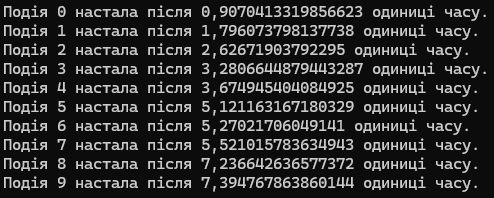 Подія 0 настала після 0,9070413319856623 одиниці часу.
Подія 1 настала після 1,796073798137738 одиниці часу.
Подія 2 настала після 2,62671903792295 одиниці часу.
Подія 3 настала після 3,2806644879443287 одиниці часу.
Подія 4 настала після 3,674945404084925 одиниці часу.
Подія 5 настала після 5,121163167180329 одиниці часу.
Подія 6 настала після 5,27021706049141 одиниці часу.
Подія 7 настала після 5,521015783634943 одиниці часу.
Подія 8 настала після 7,236642636577372 одиниці часу.
Подія 9 настала після 7,394767863860144 одиниці часу.